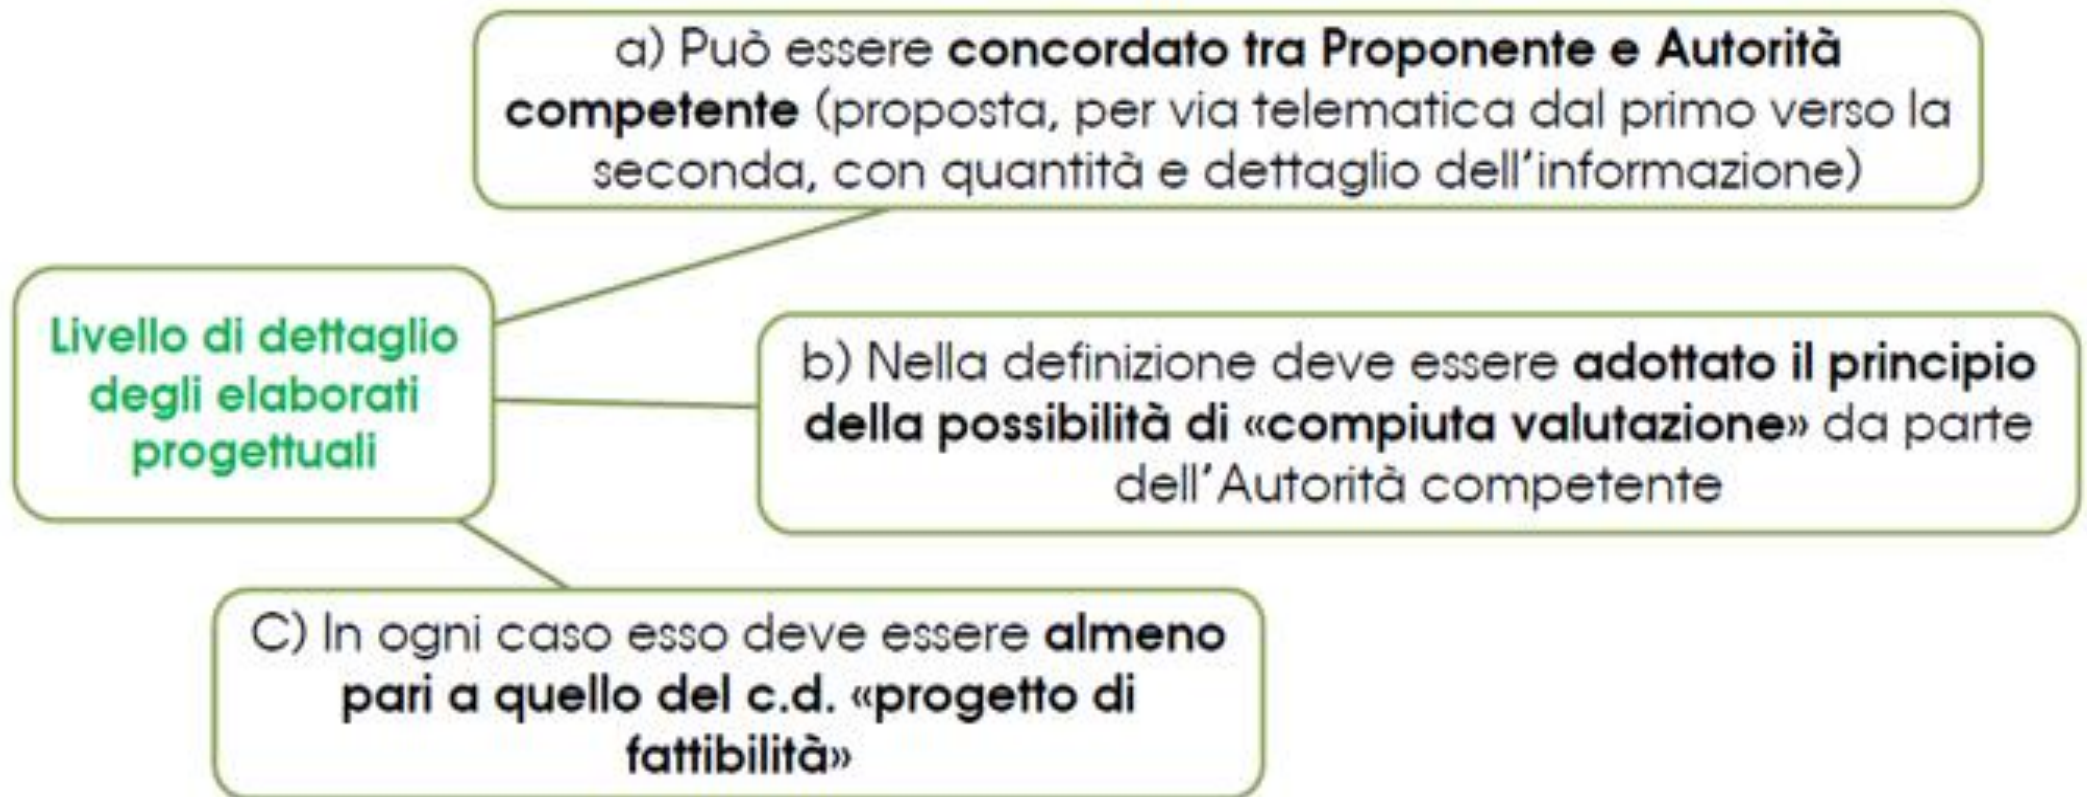 a) Può essere concordato tra Proponente e Autorità
competente (proposta, per via telematica dal primo verso la
seconda, con quantità e dettaglio dell'informazione)
Livello di dettaglio
degli elaborati
progettuali
b) Nella definizione deve essere adottato il principio
della possibilità di «compiuta valutazione» da parte
dell'Autorità competente
C) In ogni caso esso deve essere almeno
pari a quello del c.d. «progetto di
fattibilità»